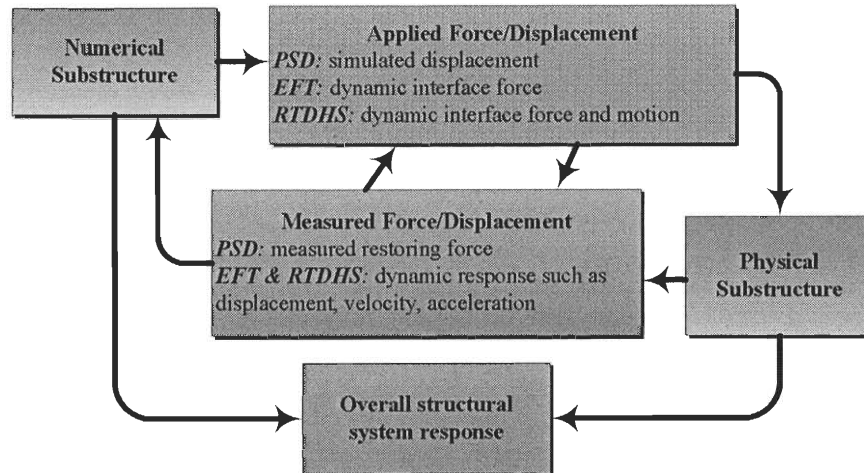 Numerical
Substructure
Applied Force/Displacement
PSD: simulated displacement
EFT: dynamic interface force
RTDHS: dynamic interface force and motion
Measured Force/Displacement
PSD: measured restoring force
EFT & RTDHS: dynamic response such as
displacement, velocity, acceleration
Physical
Substructure
Overall structural
system response